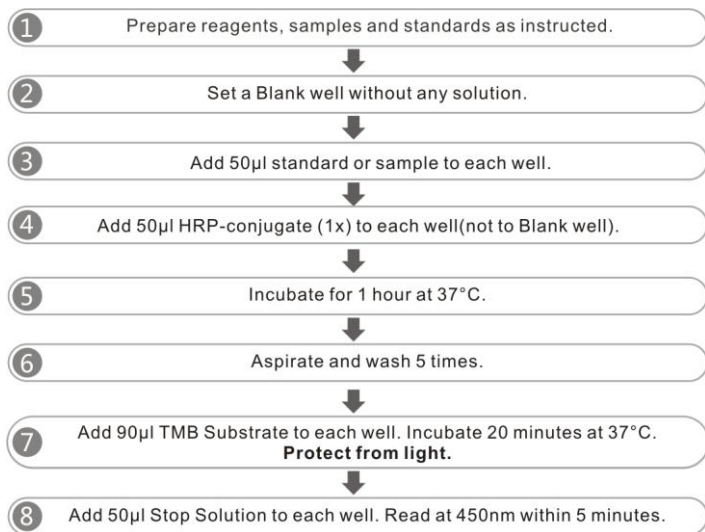 1 Prepare reagents, samples and standards as instructed.
2 Set a Blank well without any solution.
3 Add 50μl standard or sample to each well.
4 Add 50μl HRP-conjugate (1x) to each well(not to Blank well).
5 Incubate for 1 hour at 37°C.
6 Aspirate and wash 5 times.
7 Add 90μl TMB Substrate to each well. Incubate 20 minutes at 37°C.
Protect from light.
8 Add 50μl Stop Solution to each well. Read at 450nm within 5 minutes.